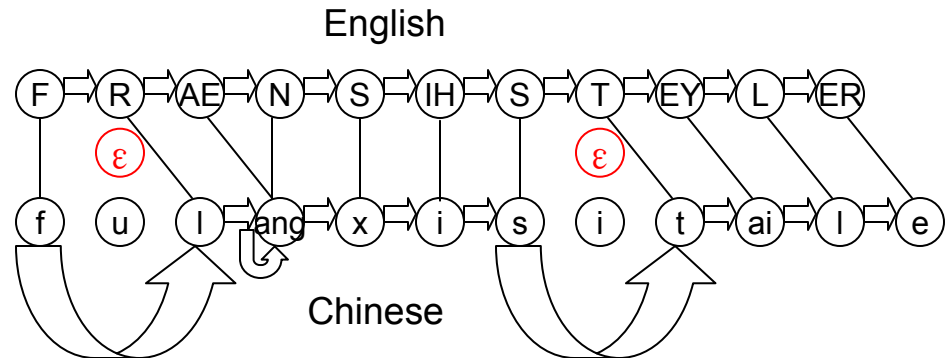 English
F R AE N S IH S T EY L ER
ε ε
f u l ang x i s i t ai l e
Chinese